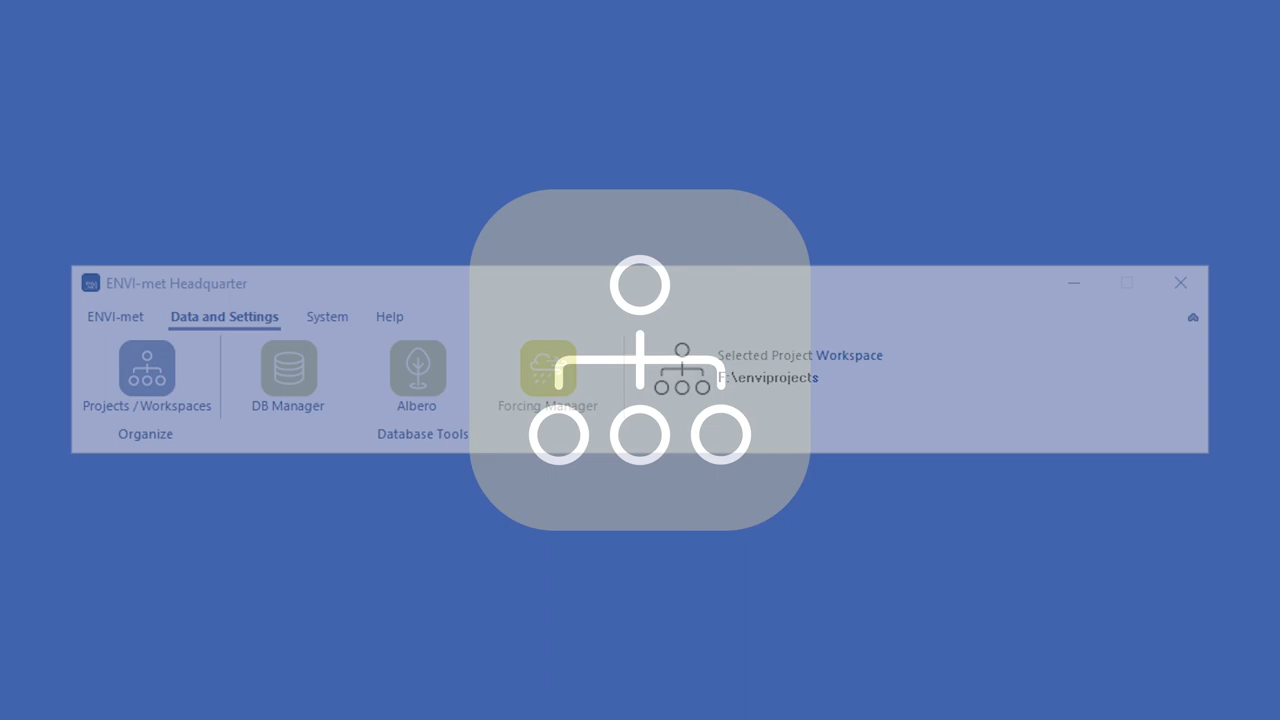 ENVI-met Headquarter
ENVI-met Data and Settings System Help
Selected Project Workspace
F:\enviprojects
Projects / Workspaces DB Manager Albero Forcing Manager
Organize Database Tools